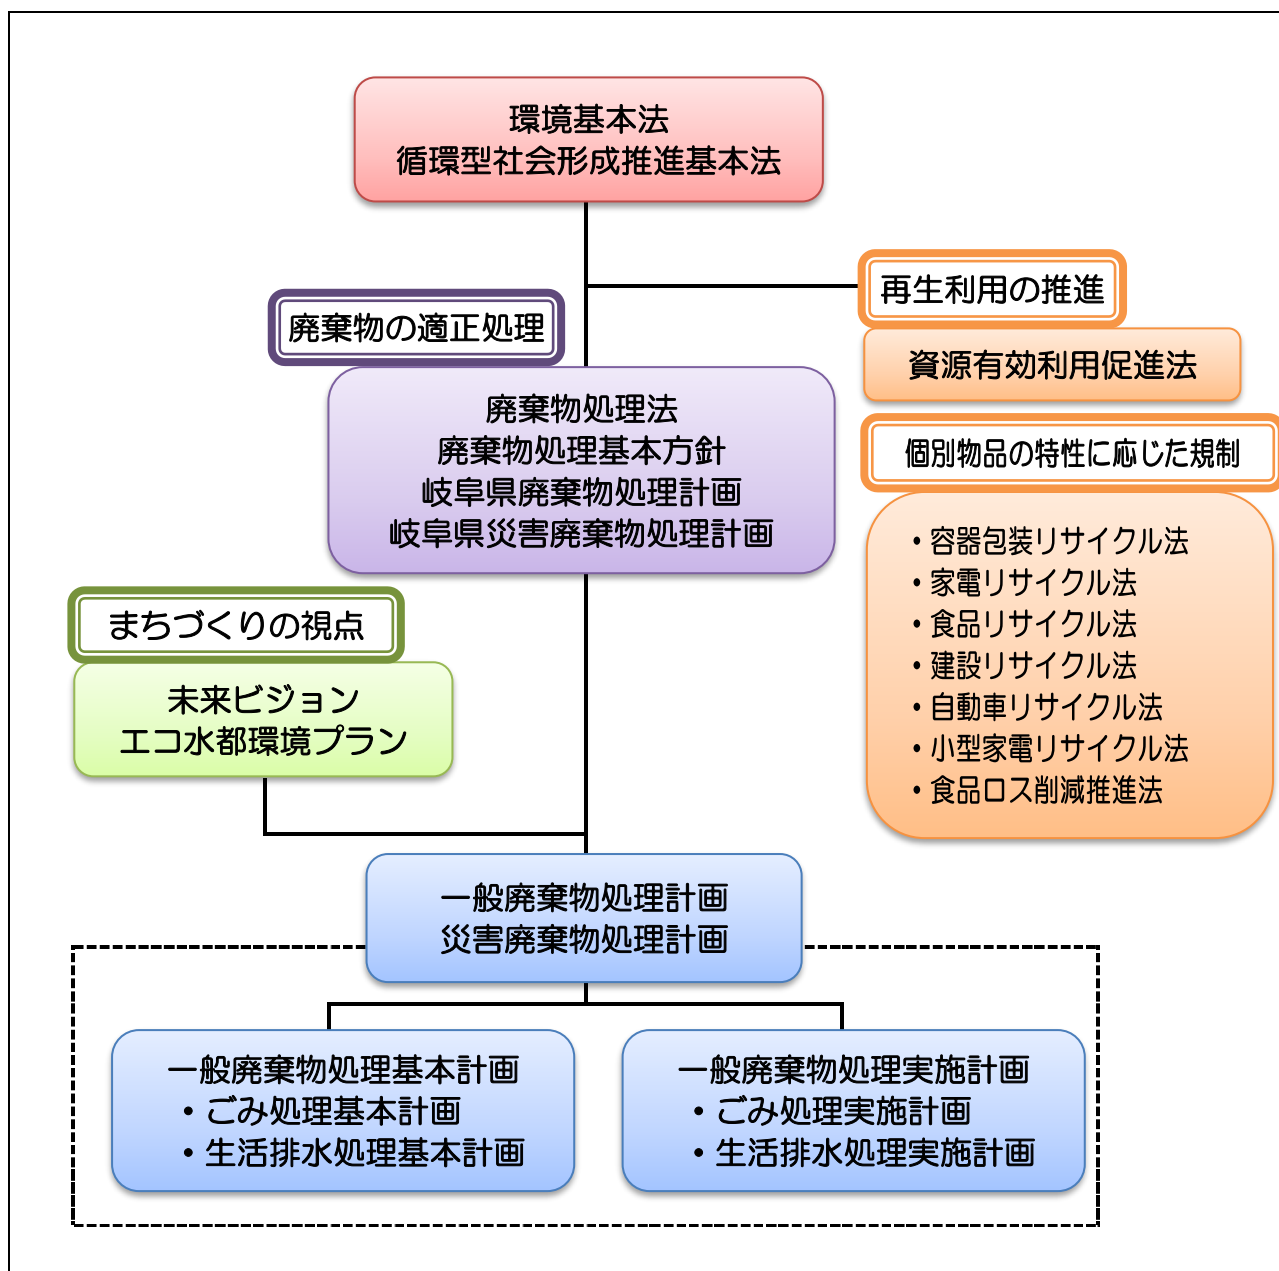 環境基本法
循環型社会形成推進基本法
再生利用の推進
資源有効利用促進法
廃棄物の適正処理
廃棄物処理法
廃棄物処理基本方針
岐阜県廃棄物処理計画
岐阜県災害廃棄物処理計画
個別物品の特性に応じた規制
・容器包装リサイクル法
・家電リサイクル法
・食品リサイクル法
・建設リサイクル法
・自動車リサイクル法
・小型家電リサイクル法
・食品ロス削減推進法
まちづくりの視点
未来ビジョン
エコ水都環境プラン
一般廃棄物処理計画
災害廃棄物処理計画
一般廃棄物処理基本計画
・ごみ処理基本計画
・生活排水処理基本計画
一般廃棄物処理実施計画
・ごみ処理実施計画
・生活排水処理実施計画